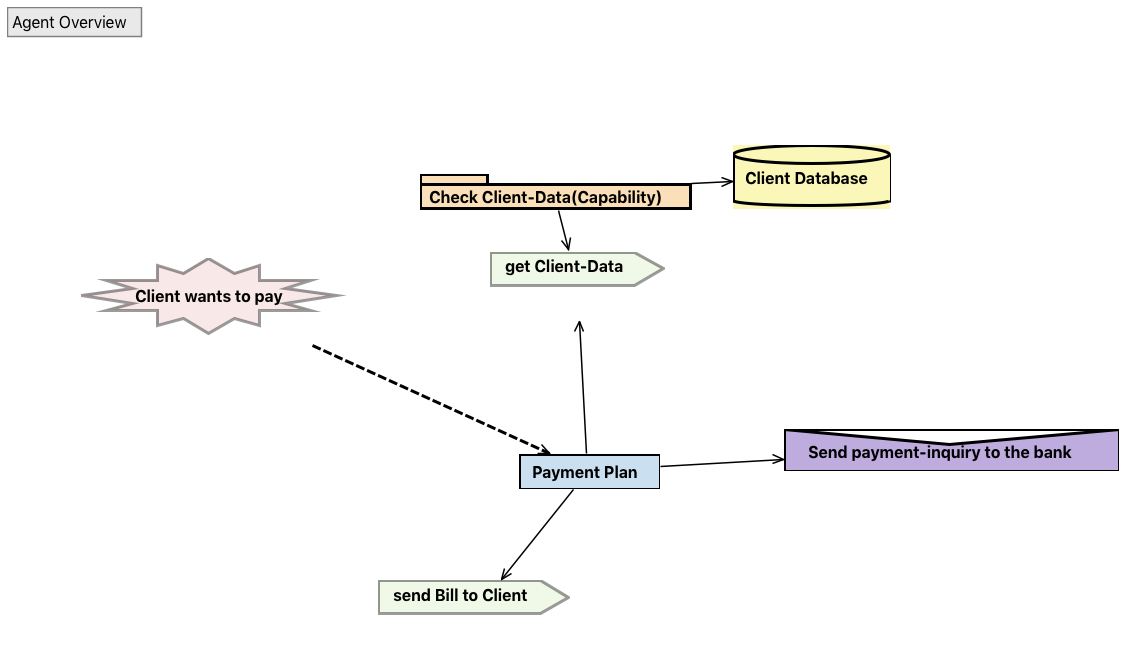 Agent Overview
Client Database
Check Client-Data(Capability)
get Client-Data
Client wants to pay
Send payment-inquiry to the bank
Payment Plan
send Bill to Client